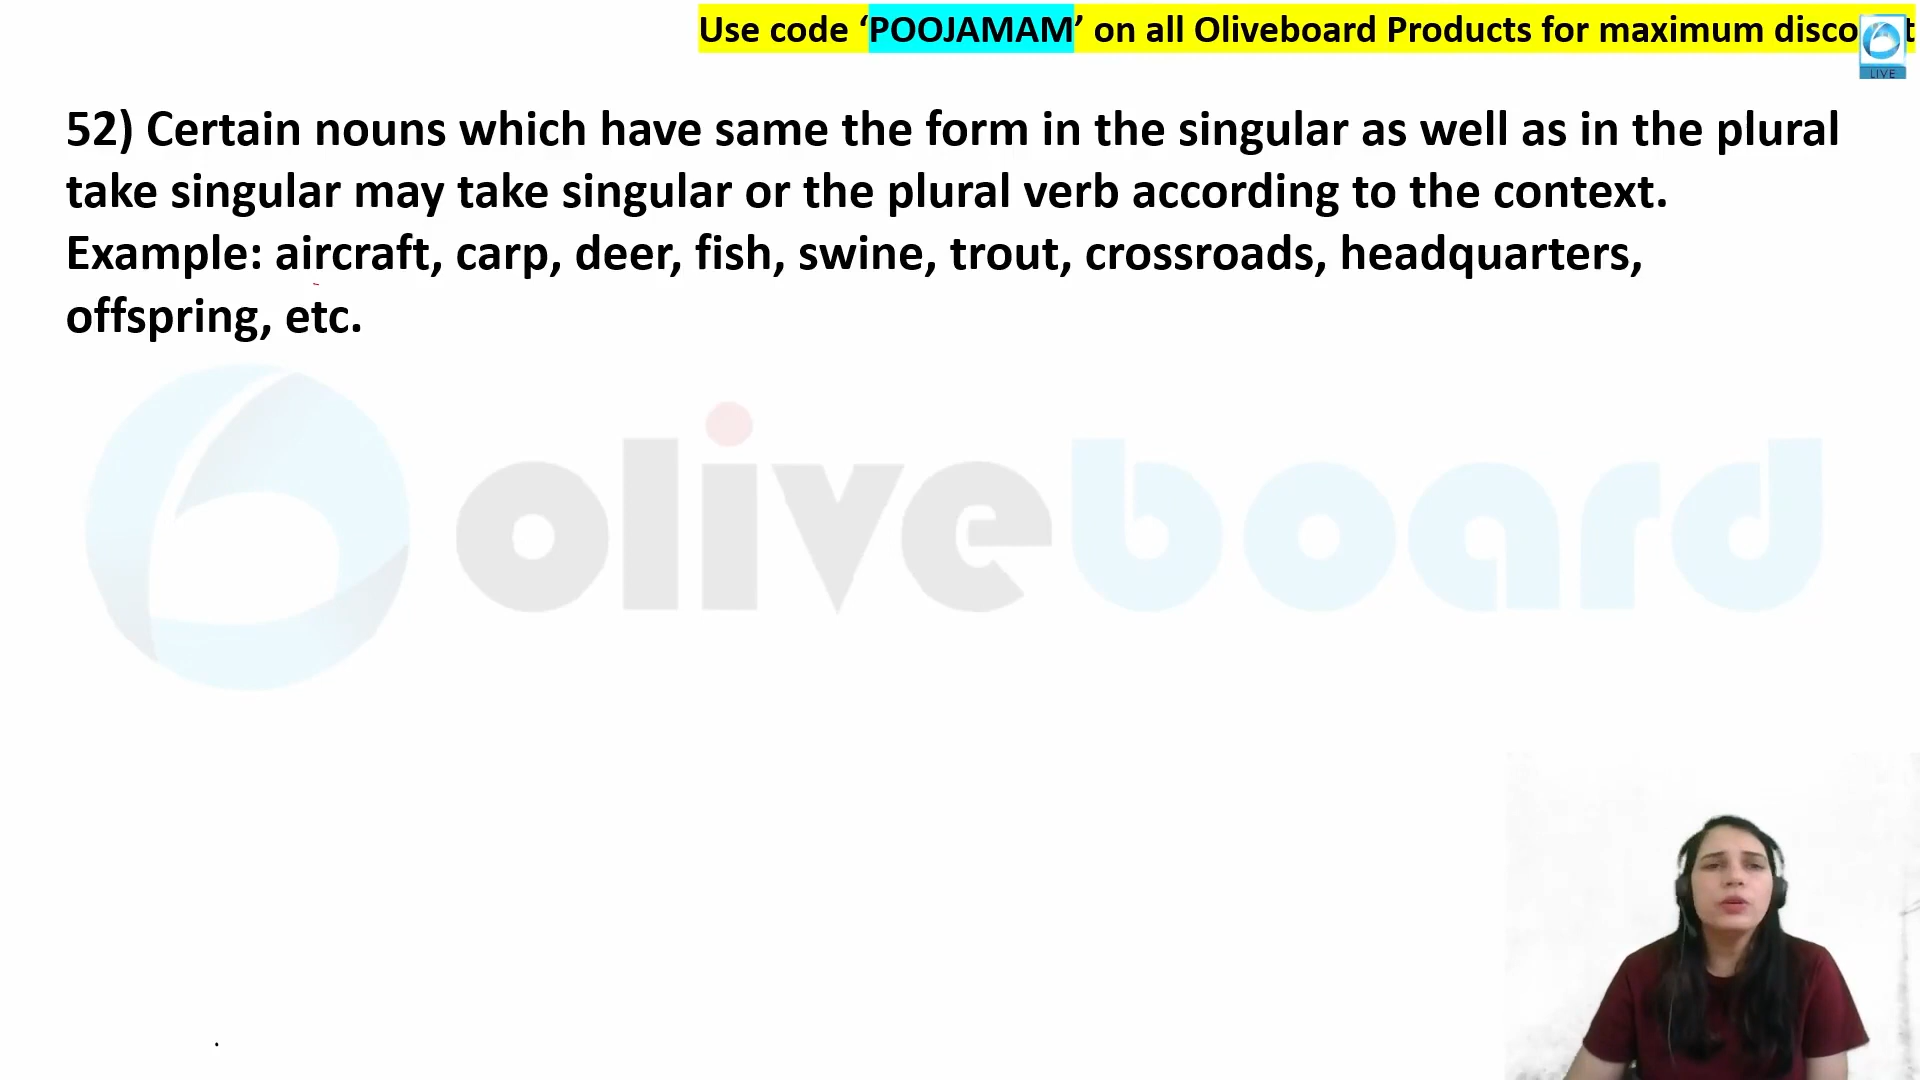 Use code ‘POOJAMAM’ on all Oliveboard Products for maximum disco t
LIVE
52) Certain nouns which have same the form in the singular as well as in the plural
take singular may take singular or the plural verb according to the context.
Example: aircraft, carp, deer, fish, swine, trout, crossroads, headquarters,
offspring, etc.
oliveboard